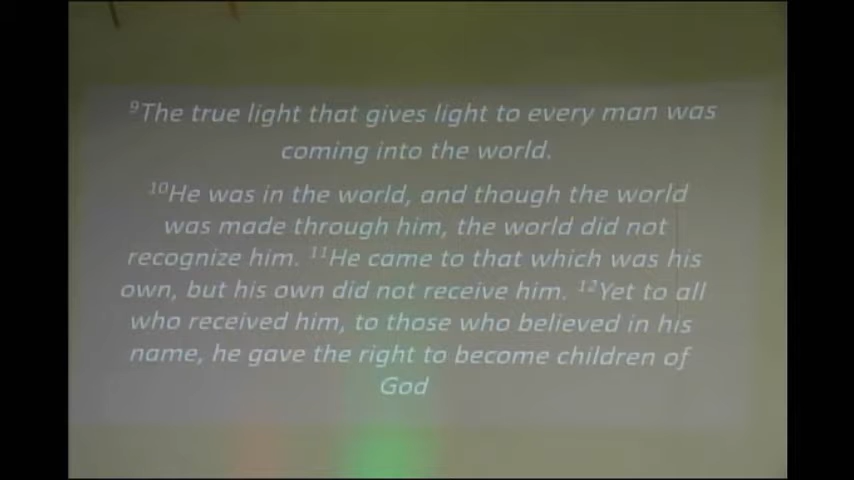 ⁹The true light that gives light to every man was
coming into the world.
¹⁰He was in the world, and though the world
was made through him, the world did not
recognize him. ¹¹He came to that which was his
own, but his own did not receive him. ¹²Yet to all
who received him, to those who believed in his
name, he gave the right to become children of
God